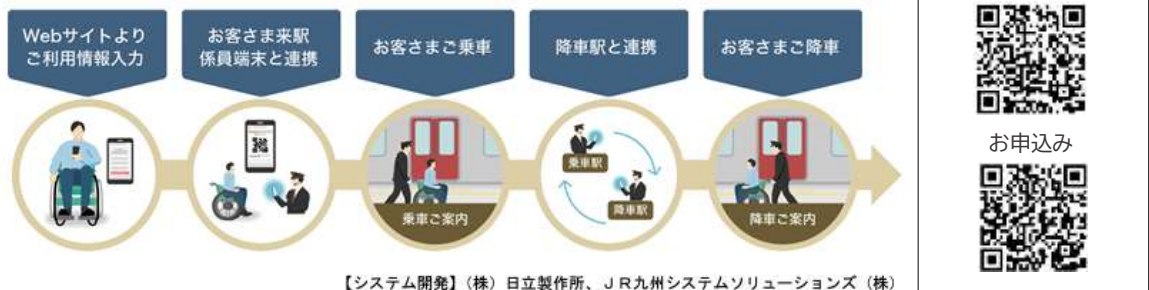 Webサイトより
ご利用情報入力
お客さま来駅
係員端末と連携
お客さまご乗車
降車駅と連携
お客さまご降車
乗車ご案内
乗車駅
降車駅
降車ご案内
お申込み
【システム開発】（株）日立製作所、ＪＲ九州システムソリューションズ（株）